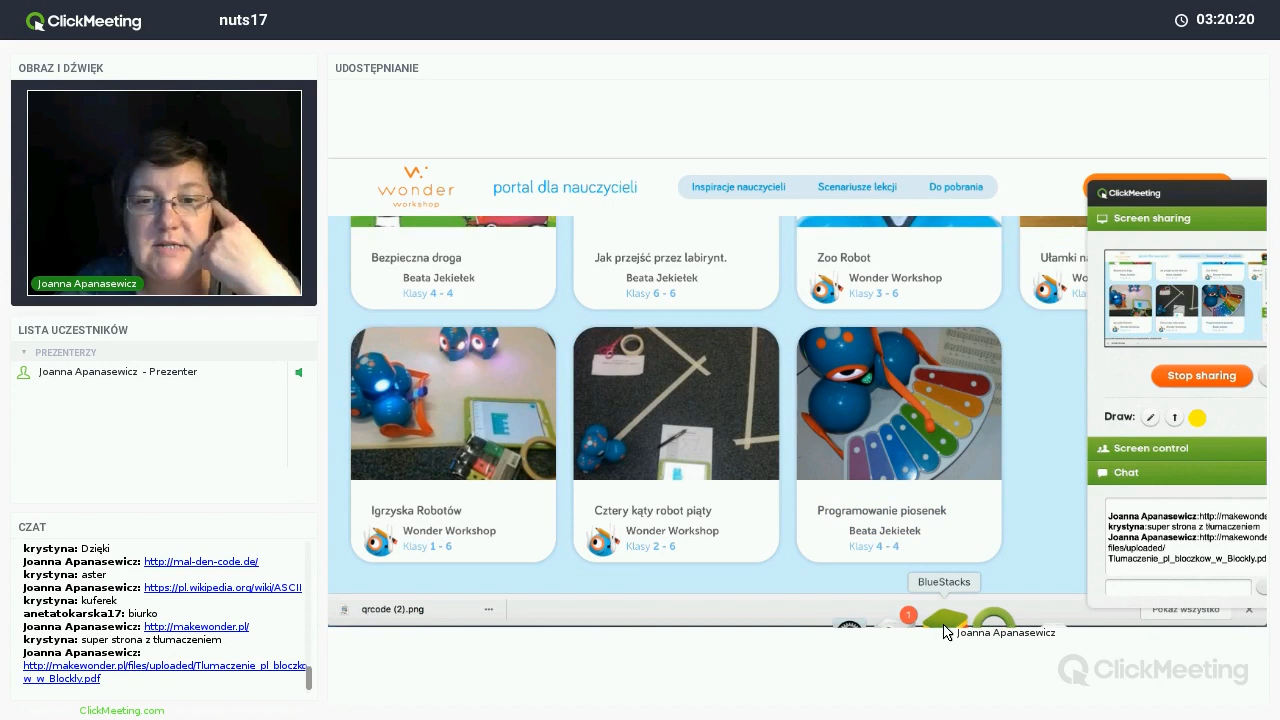 ClickMeeting
nuts17
03:20:20
OBRAZ I DŹWIĘK
Joanna Apanasewicz
LISTA UCZESTNIKÓW
PREZENTERZY
Joanna Apanasewicz - Prezenter
CZAT
krystyna: Dzięki
Joanna Apanasewicz: http://mal-den-code.de/
krystyna: aster
Joanna Apanasewicz: https://pl.wikipedia.org/wiki/ASCII
krystyna: kuferek
anetatokarska17: biurko
Joanna Apanasewicz: http://makewonder.pl/
krystyna: super strona z tłumaczeniem
Joanna Apanasewicz:
http://makewonder.pl/files/uploaded/Tlumaczenie_pl_bloczko
w_w_Blockly.pdf
ClickMeeting.com
UDOSTĘPNIANIE
wonder
workshop
portal dla nauczycieli
Inspiracje nauczycieli
Scenariusze lekcji
Do pobrania
Bezpieczna droga
Beata Jekiełek
Klasy 4 - 4
Jak przejść przez labirynt.
Beata Jekiełek
Klasy 6 - 6
Zoo Robot
Wonder Workshop
Klasy 3 - 6
Ułamki na
Wo
Kla
Igrzyska Robotów
Wonder Workshop
Klasy 1 - 6
Cztery kąty robot piąty
Wonder Workshop
Klasy 2 - 6
Programowanie piosenek
Beata Jekiełek
Klasy 4 - 4
ClickMeeting
Screen sharing
Stop sharing
Draw:
Screen control
Chat
Joanna Apanasewicz:http://makewonde
krystyna:super strona z tłumaczeniem
Joanna Apanasewicz:http://makewonde
files/uploaded/
Tlumaczenie_pl_bloczkow_w_Blockly.pd
BlueStacks
qrcode (2).png
1
Pokaż wszystko
Joanna Apanasewicz
ClickMeeting